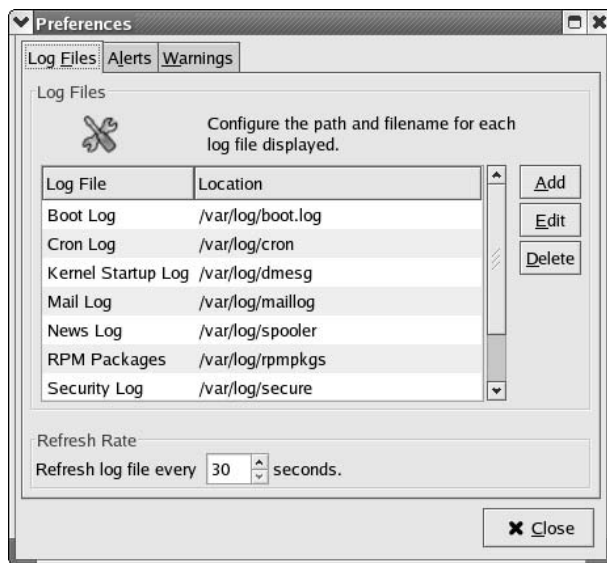 Preferences
Log Files Alerts Warnings
Log Files
Configure the path and filename for each
log file displayed.
Log File Location
Boot Log /var/log/boot.log
Cron Log /var/log/cron
Kernel Startup Log /var/log/dmesg
Mail Log /var/log/maillog
News Log /var/log/spooler
RPM Packages /var/log/rpmpkgs
Security Log /var/log/secure
Add
Edit
Delete
Refresh Rate
Refresh log file every 30 seconds.
Close